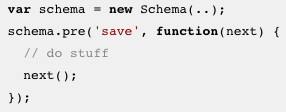 var schema = new Schema(..);
schema.pre('save', function(next) {
  // do stuff
  next();
});